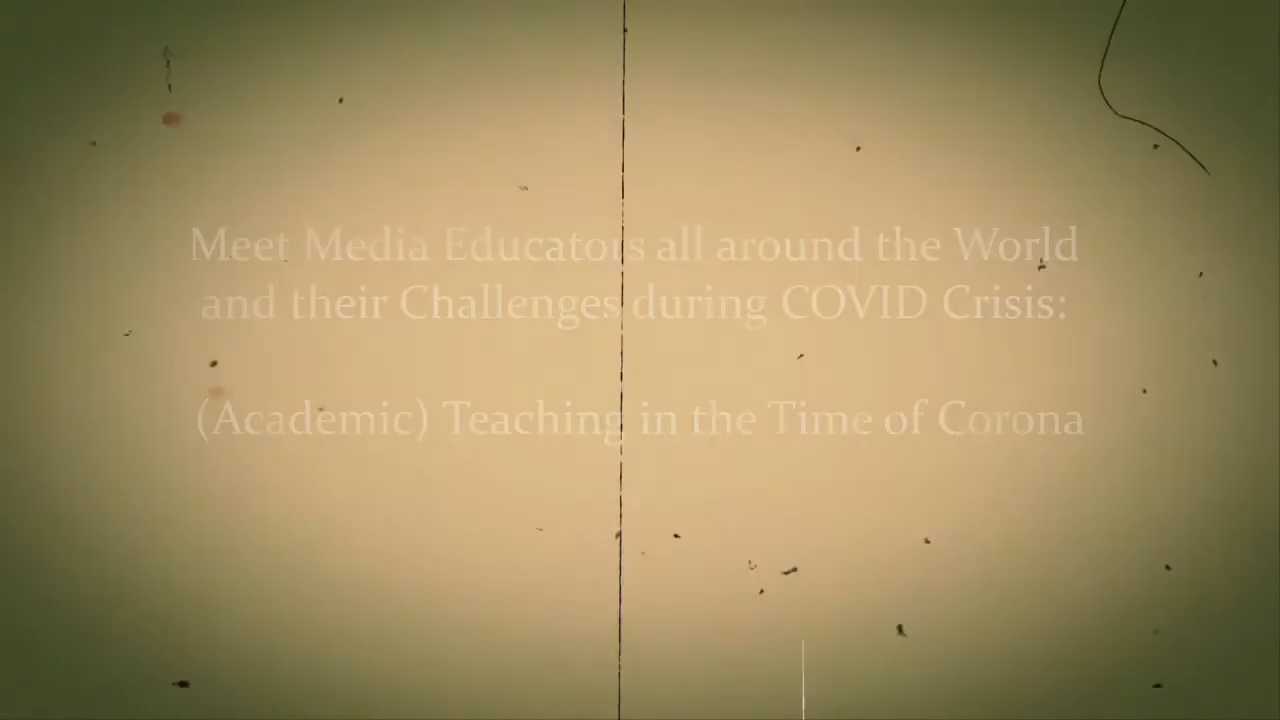 Meet Media Educators all around the World
and their Challenges during COVID Crisis:
(Academic) Teaching in the Time of Corona